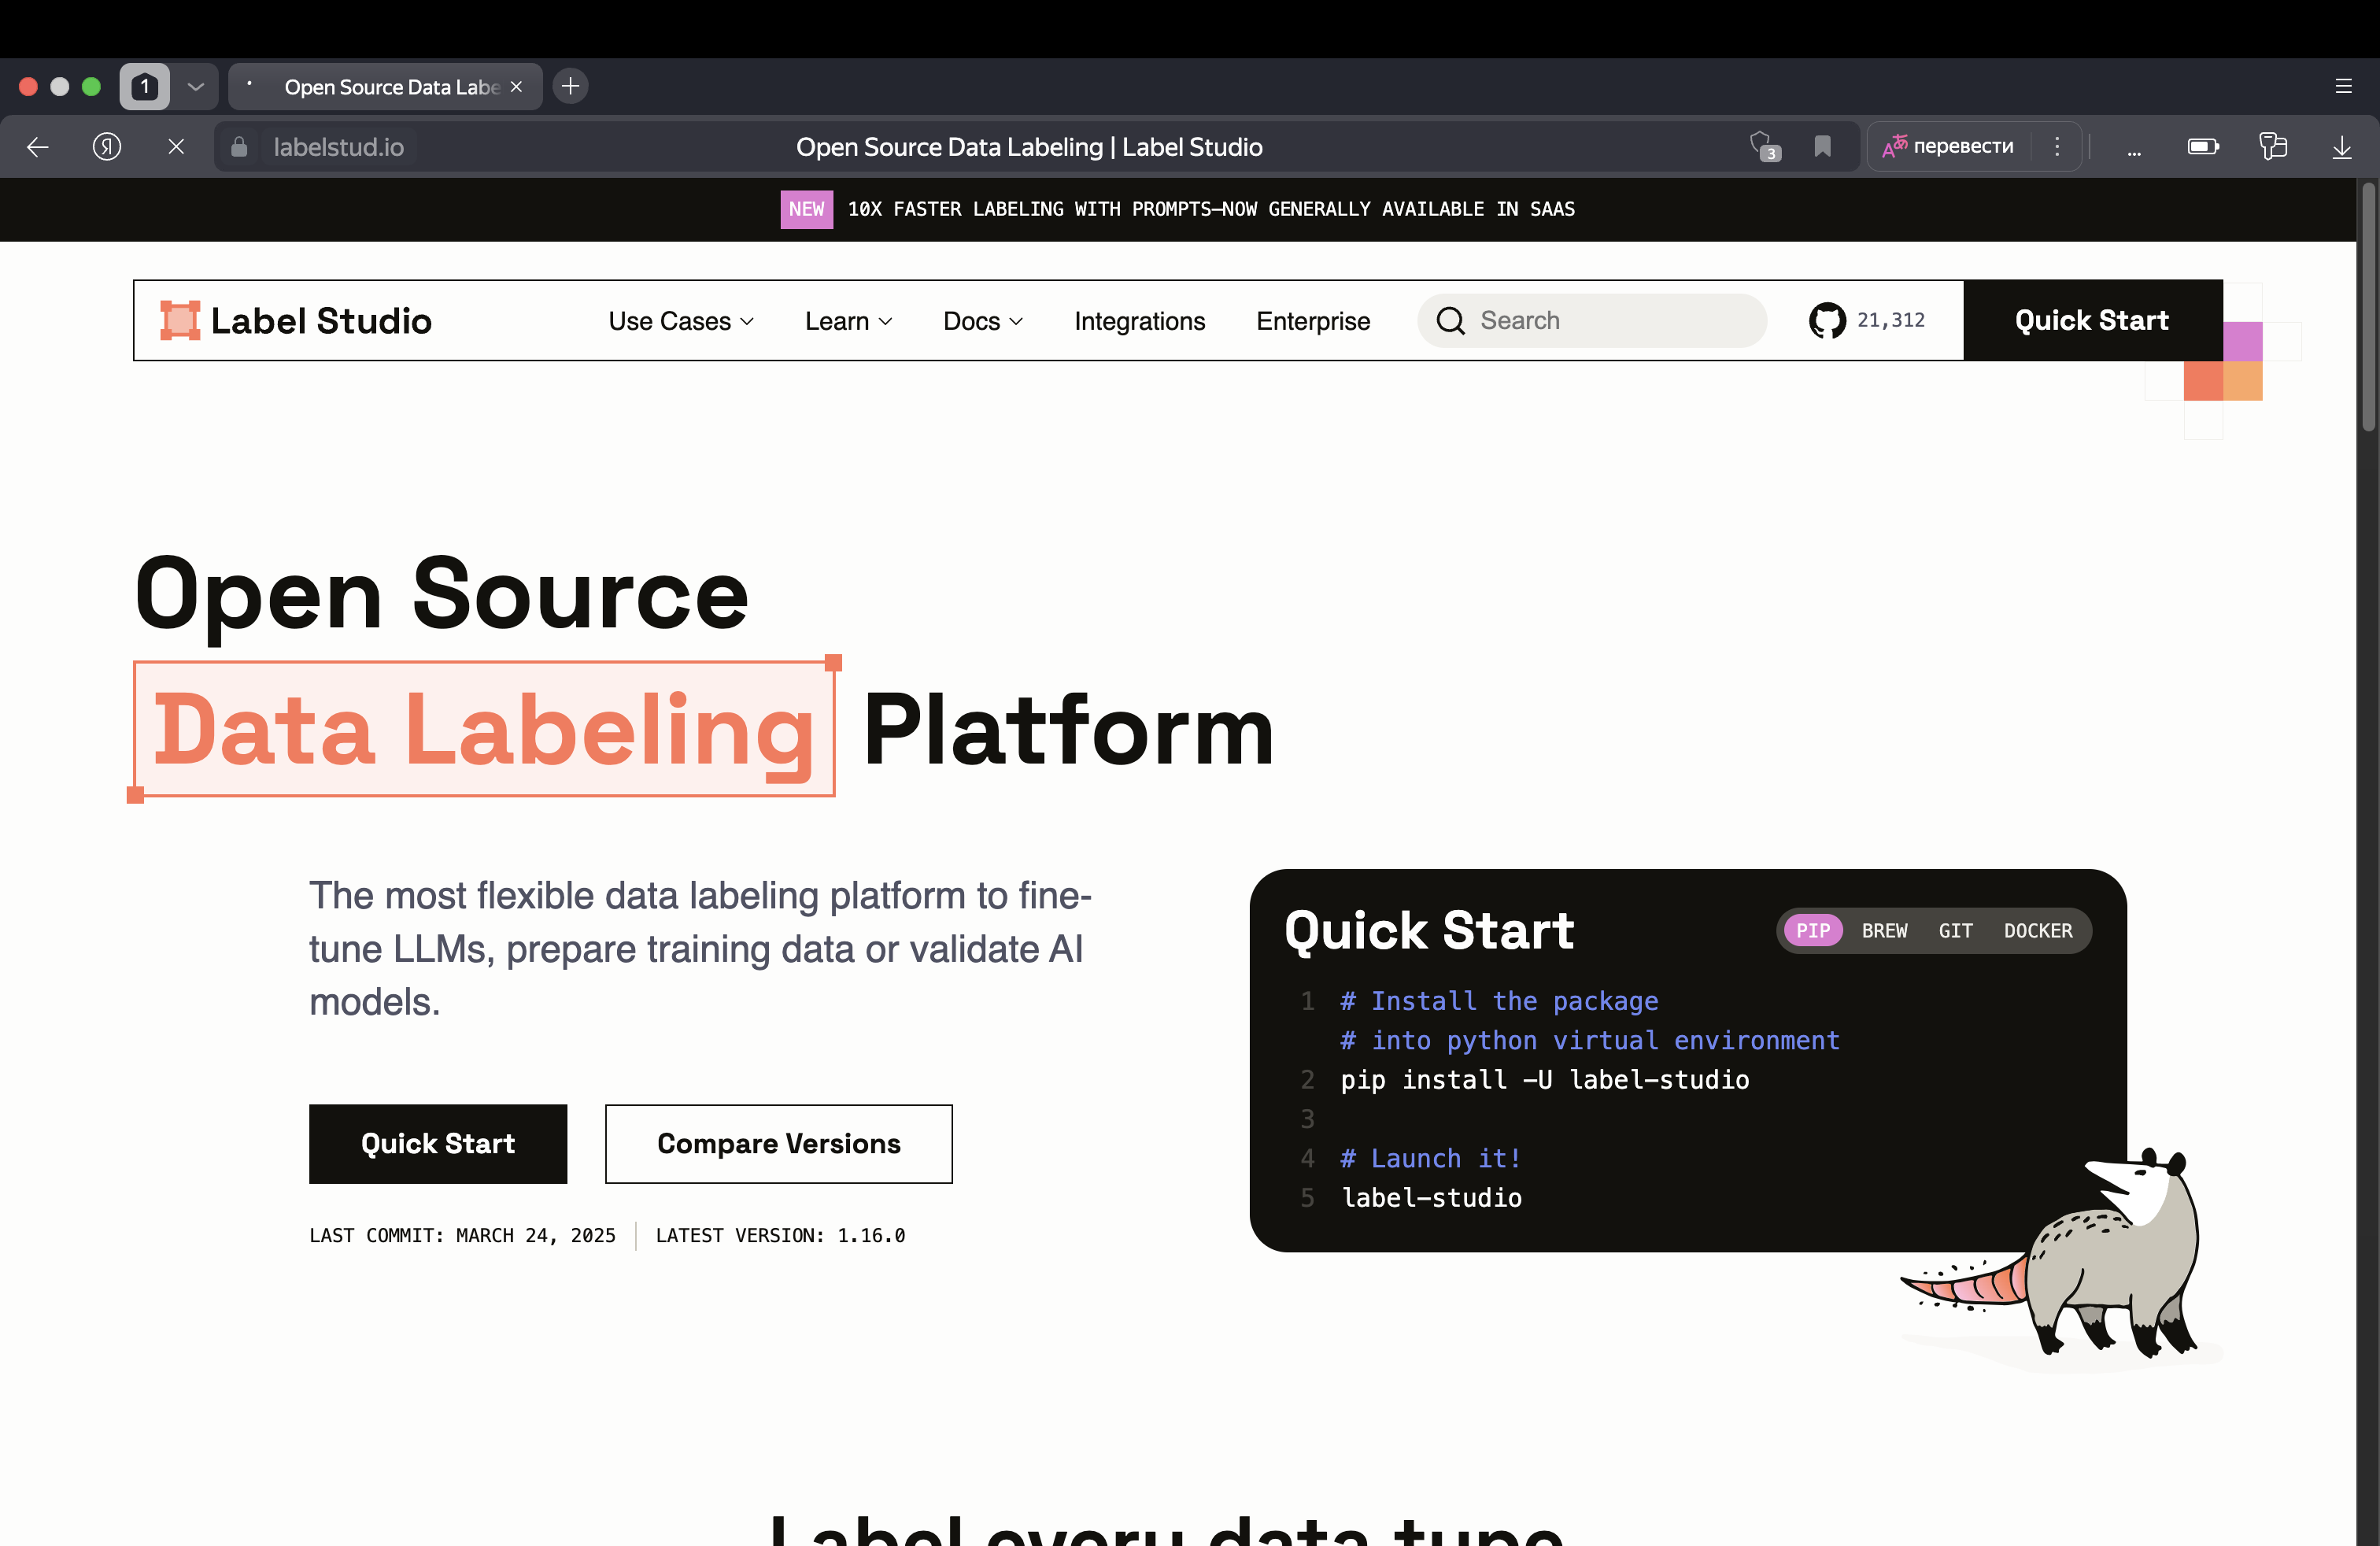 1
Open Source Data Labe
Я
labelstud.io
Open Source Data Labeling | Label Studio
3
перевести
...
NEW 10X FASTER LABELING WITH PROMPTS—NOW GENERALLY AVAILABLE IN SAAS
Label Studio
Use Cases
Learn
Docs
Integrations
Enterprise
Search
21,312
Quick Start
Open Source
Data Labeling Platform
The most flexible data labeling platform to fine-
tune LLMs, prepare training data or validate AI
models.
Quick Start
Compare Versions
LAST COMMIT: MARCH 24, 2025
LATEST VERSION: 1.16.0
Quick Start
PIP BREW GIT DOCKER
1 # Install the package
# into python virtual environment
2 pip install -U label-studio
3
4 # Launch it!
5 label-studio
Label every data type